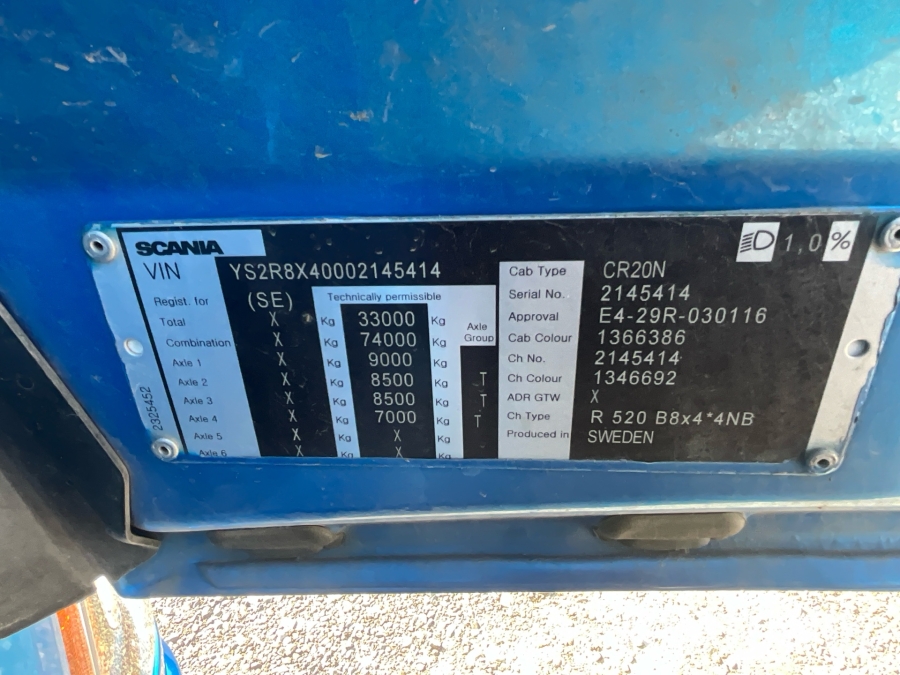 SCANIA
1,0%
VIN YS2R8X40002145414
Regist. for (SE)
Technically permissible
Total X Kg 33000 Kg
Combination X Kg 74000 Kg
Axle Group
Axle 1 X Kg 9000 Kg
Axle 2 X Kg 8500 Kg T
Axle 3 X Kg 8500 Kg
Axle 4 X Kg 7000 Kg T
Axle 5 X Kg X Kg
Axle 6 X Kg X Kg
2325452
Cab Type CR20N
Serial No. 2145414
Approval E4-29R-030116
Cab Colour 1366386
Ch No. 2145414
Ch Colour 1346692
ADR GTW X
Ch Type R 520 B8x4*4NB
Produced in SWEDEN